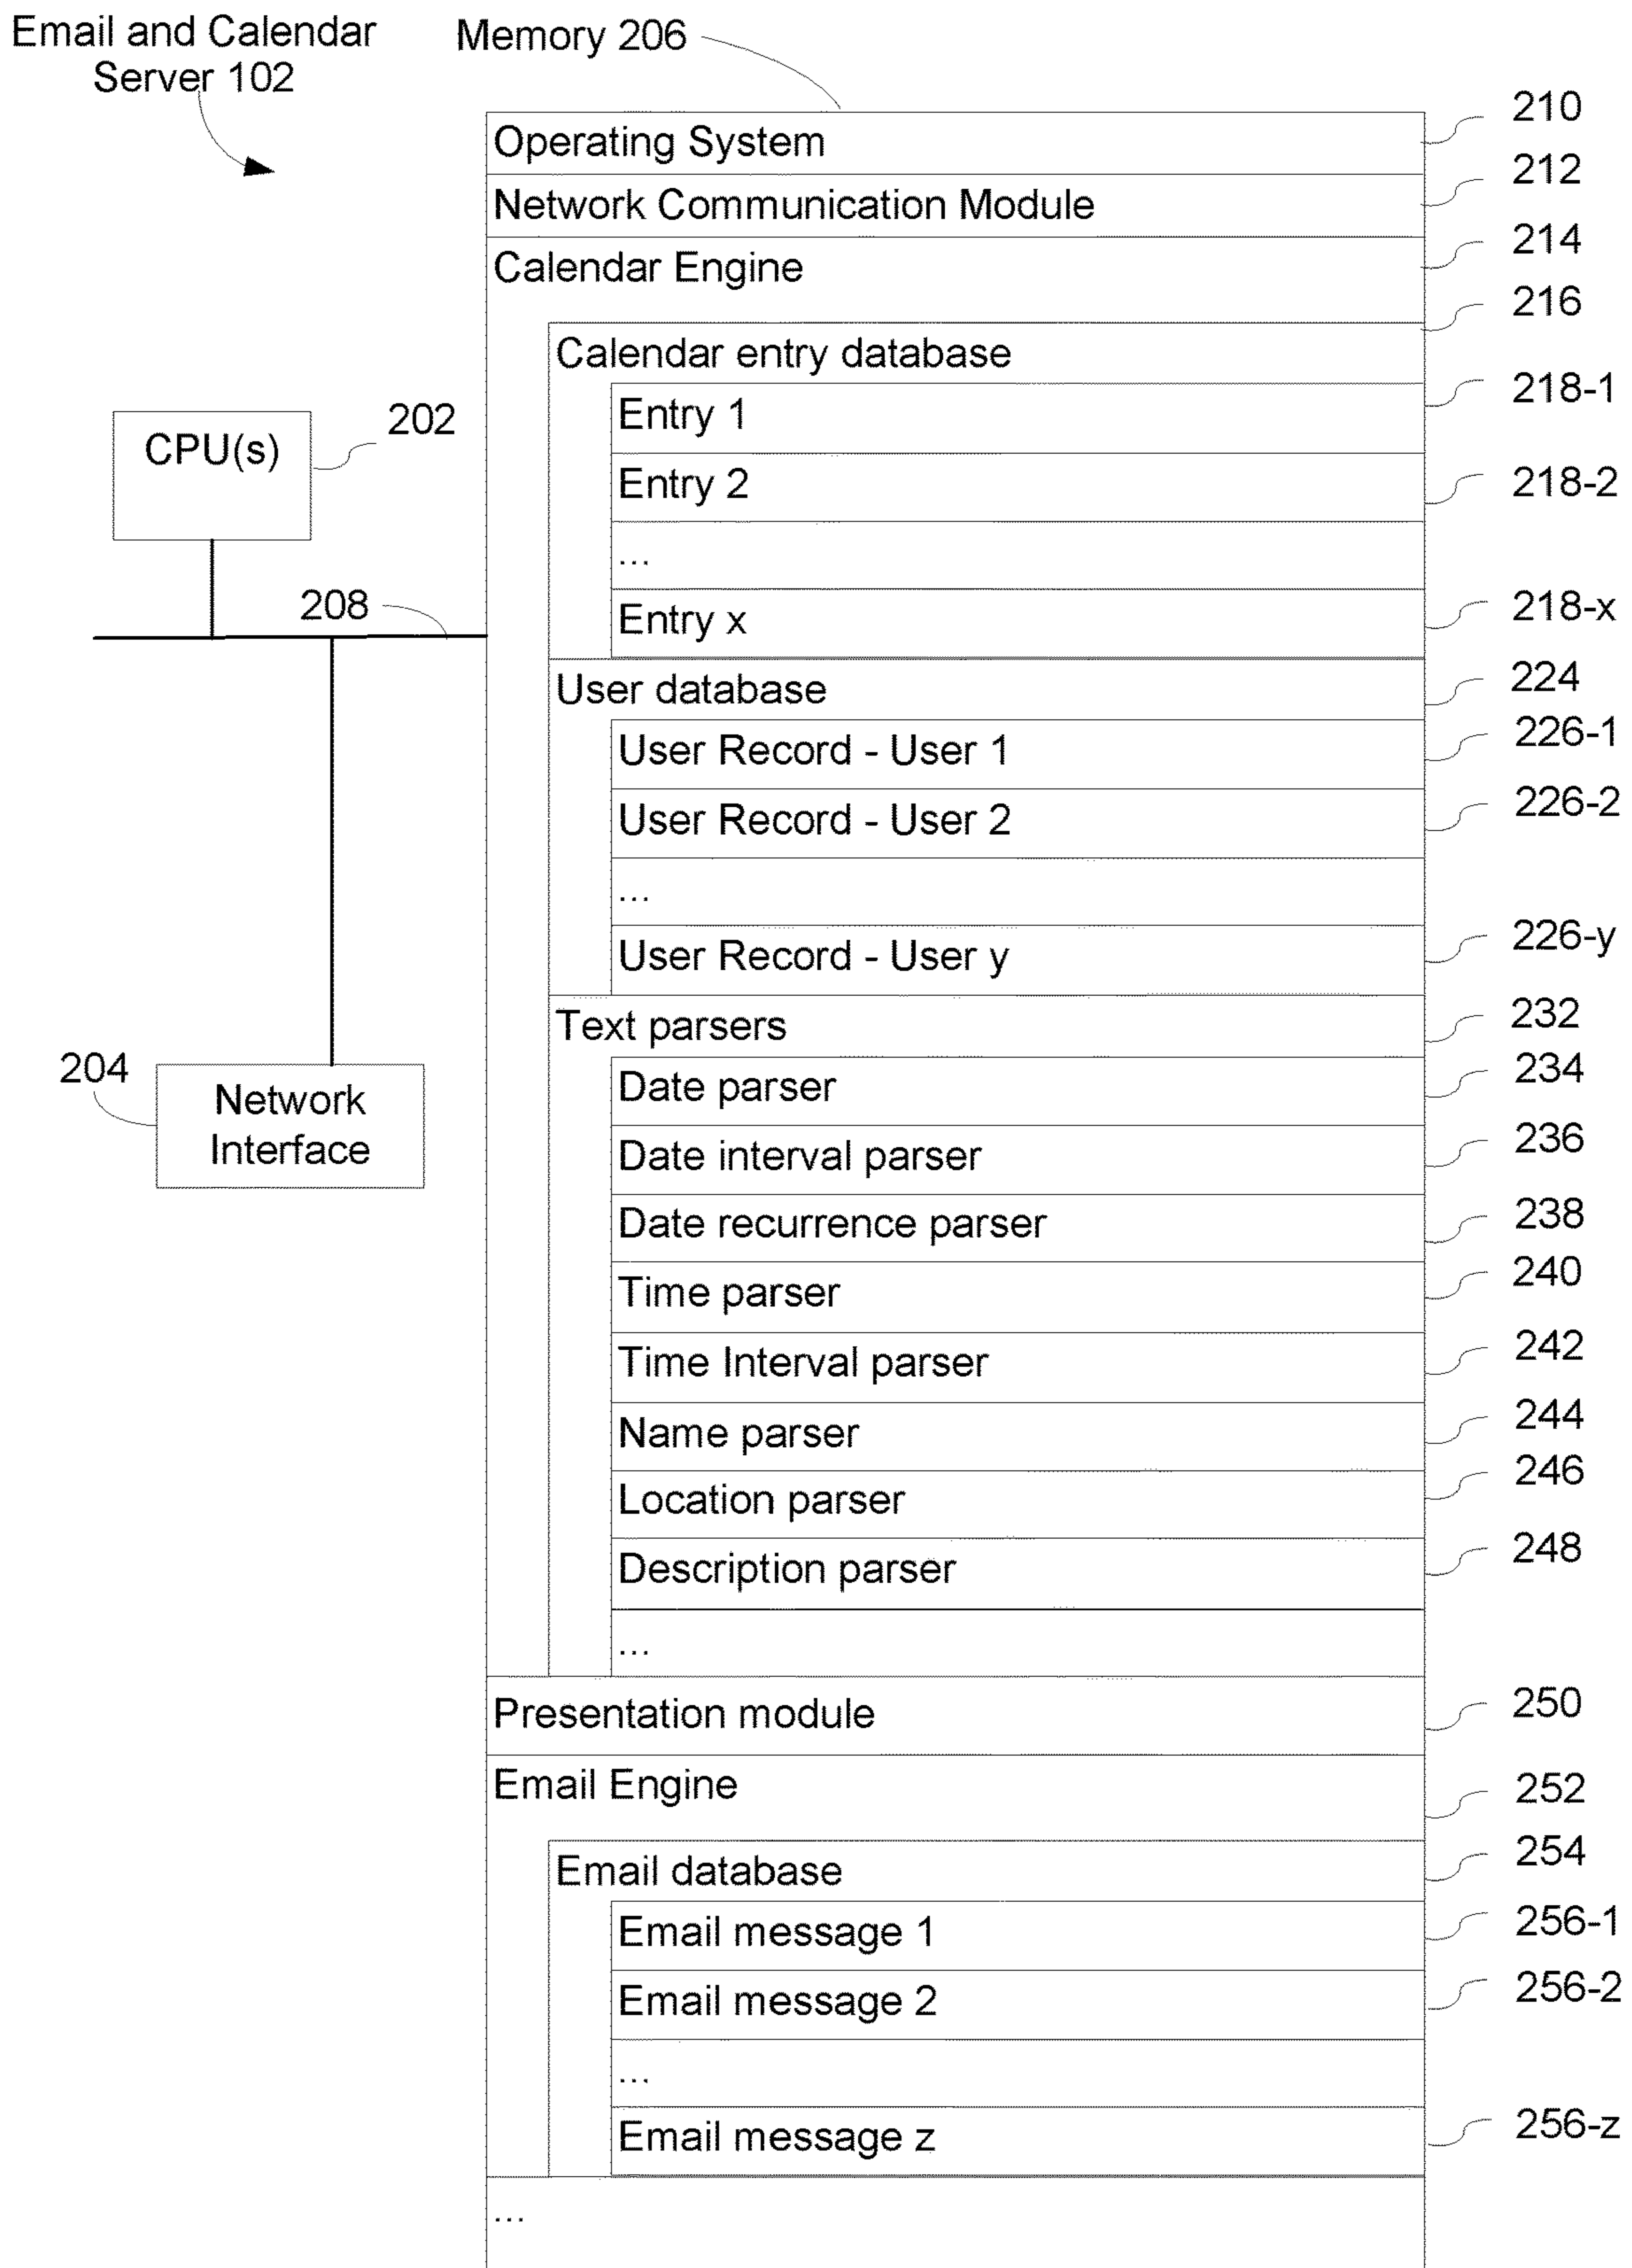 Email and Calendar
Server 102
Memory 206
Operating System
210
Network Communication Module
212
Calendar Engine
214
216
Calendar entry database
Entry 1
218-1
CPU(s)
202
Entry 2
218-2
...
208
Entry x
218-x
User database
224
User Record - User 1
226-1
User Record - User 2
226-2
...
User Record - User y
226-y
Text parsers
232
204
Network
Interface
Date parser
234
Date interval parser
236
Date recurrence parser
238
Time parser
240
Time Interval parser
242
Name parser
244
Location parser
246
Description parser
248
...
Presentation module
250
Email Engine
252
Email database
254
Email message 1
256-1
Email message 2
256-2
...
Email message z
256-z
...